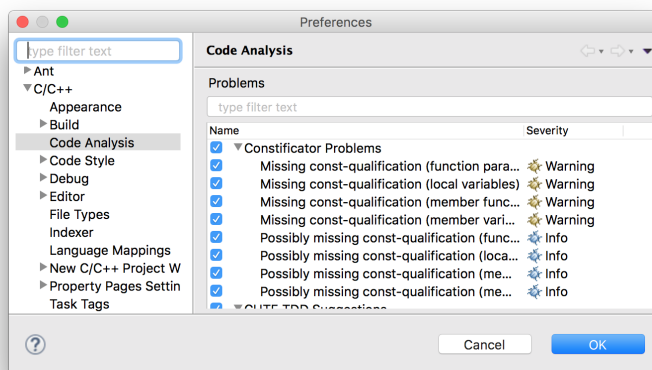 Preferences
type filter text
Ant
C/C++
Appearance
Build
Code Analysis
Code Style
Debug
Editor
File Types
Indexer
Language Mappings
New C/C++ Project W
Property Pages Settin
Task Tags
Code Analysis
Problems
type filter text
Name Severity
Constificator Problems
Missing const-qualification (function para... Warning
Missing const-qualification (local variables) Warning
Missing const-qualification (member func... Warning
Missing const-qualification (member vari... Warning
Possibly missing const-qualification (func... Info
Possibly missing const-qualification (loca... Info
Possibly missing const-qualification (me... Info
Possibly missing const-qualification (me... Info
CUTE TDD Suggestions
? Cancel OK